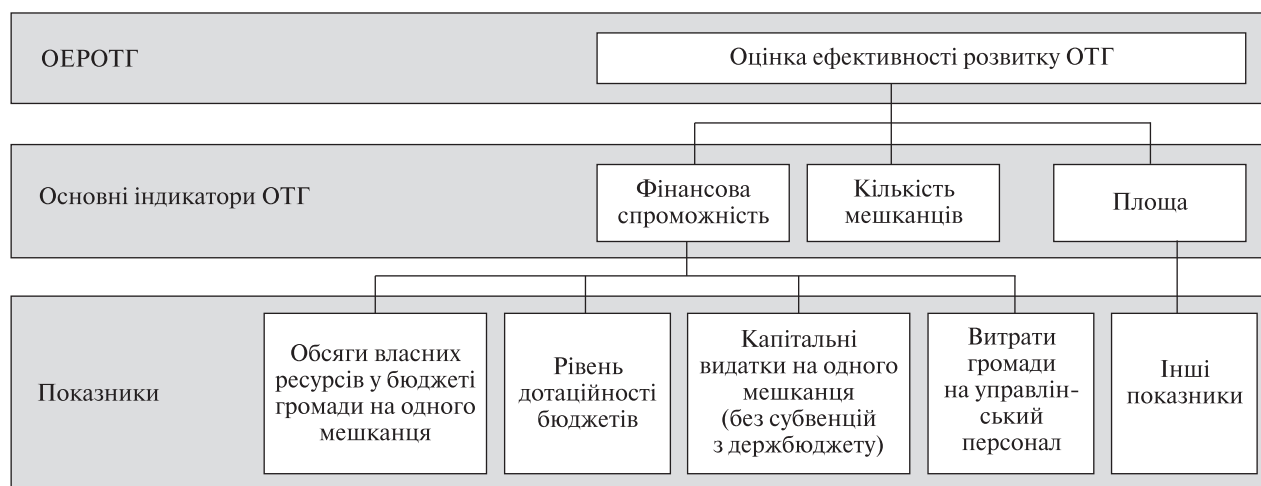 ОЕРОТГ
Оцінка ефективності розвитку ОТГ
Основні індикатори ОТГ
Фінансова
спроможність
Кількість
мешканців
Площа
Показники
Обсяги власних
ресурсів у бюджеті
громади на одного
мешканця
Рівень
дотаційності
бюджетів
Капітальні
видатки на одного
мешканця
(без субвенцій
з держбюджету)
Витрати
громади
на управлін-
ський
персонал
Інші
показники